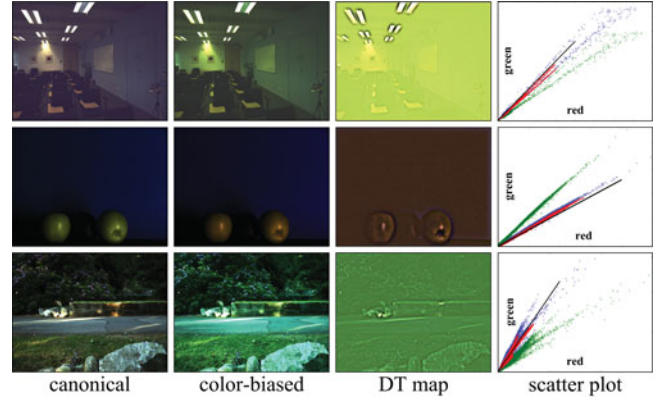 green
red
green
red
green
red
canonical color-biased DT map scatter plot